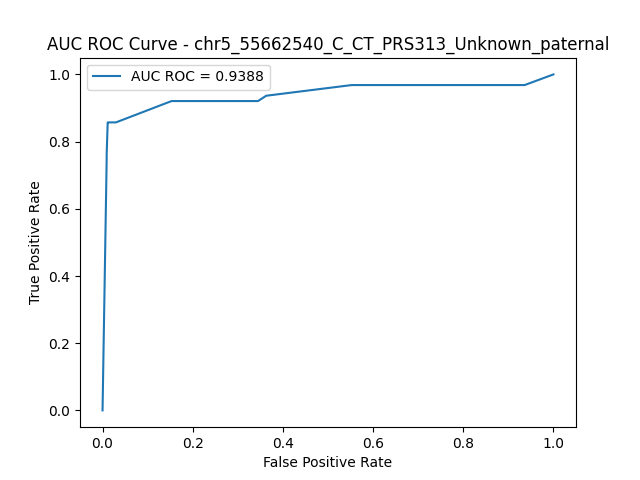 AUC ROC Curve - chr5_55662540_C_CT_PRS313_Unknown_paternal
AUC ROC = 0.9388
1.0
0.8
0.6
0.4
0.2
0.0
True Positive Rate
0.0 0.2 0.4 0.6 0.8 1.0
False Positive Rate